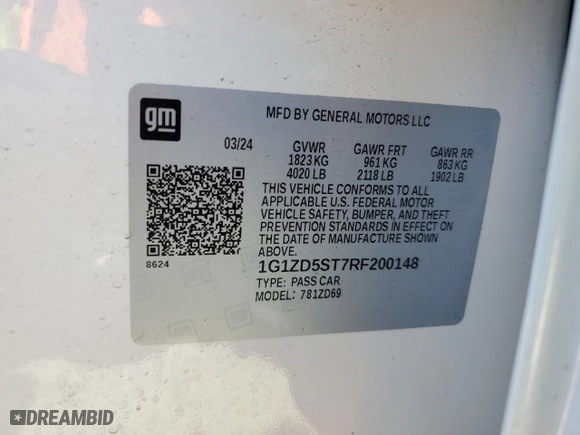 gm
MFD BY GENERAL MOTORS LLC
03/24 GVWR GAWR FRT GAWR RR
1823 KG 961 KG 863 KG
4020 LB 2118 LB 1902 LB
THIS VEHICLE CONFORMS TO ALL
APPLICABLE U.S. FEDERAL MOTOR
VEHICLE SAFETY, BUMPER, AND THEFT
PREVENTION STANDARDS IN EFFECT ON
THE DATE OF MANUFACTURE SHOWN
ABOVE.
8624
1G1ZD5ST7RF200148
TYPE: PASS CAR
MODEL: 781ZD69
DREAMBID